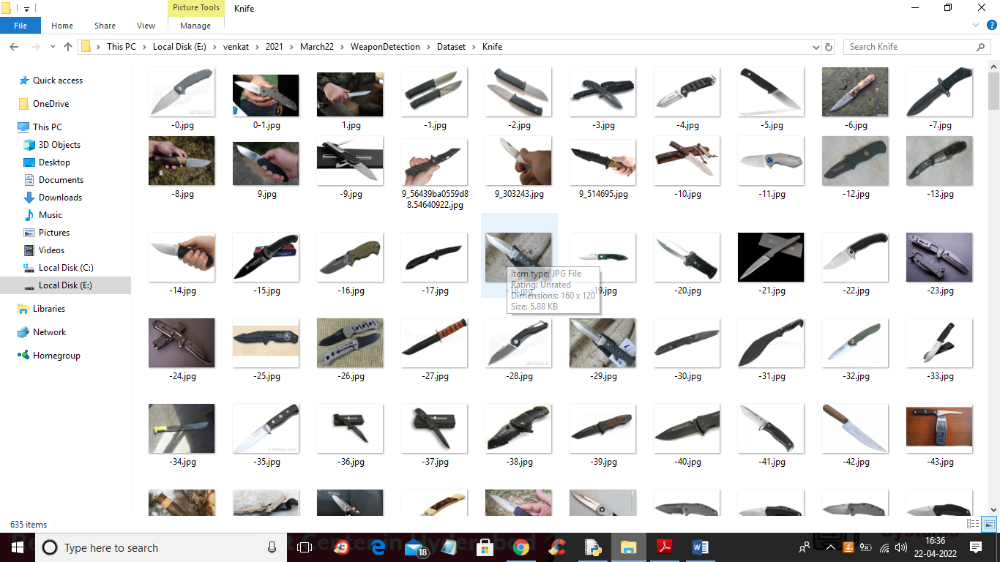 Picture Tools
Knife
File
Home
Share
View
Manage
This PC > Local Disk (E:) > venkat > 2021 > March22 > WeaponDetection > Dataset > Knife
Search Knife
Quick access
OneDrive
This PC
3D Objects
Desktop
Documents
Downloads
Music
Pictures
Videos
Local Disk (C:)
Local Disk (E:)
Libraries
Network
Homegroup
-0.jpg
0-1.jpg
1.jpg
-1.jpg
-2.jpg
-3.jpg
-4.jpg
-5.jpg
-6.jpg
-7.jpg
-8.jpg
9.jpg
-9.jpg
9_56439ba0559d8
8.54640922.jpg
9_303243.jpg
9_514695.jpg
-10.jpg
-11.jpg
-12.jpg
-13.jpg
-14.jpg
-15.jpg
-16.jpg
-17.jpg
-18.jpg
-19.jpg
-20.jpg
-21.jpg
-22.jpg
-23.jpg
Item type: JPG File
Rating: Unrated
Dimensions: 160 x 120
Size: 5.88 KB
-24.jpg
-25.jpg
-26.jpg
-27.jpg
-28.jpg
-29.jpg
-30.jpg
-31.jpg
-32.jpg
-33.jpg
-34.jpg
-35.jpg
-36.jpg
-37.jpg
-38.jpg
-39.jpg
-40.jpg
-41.jpg
-42.jpg
-43.jpg
635 items
Type here to search
18
Systems
16:36
22-04-2022